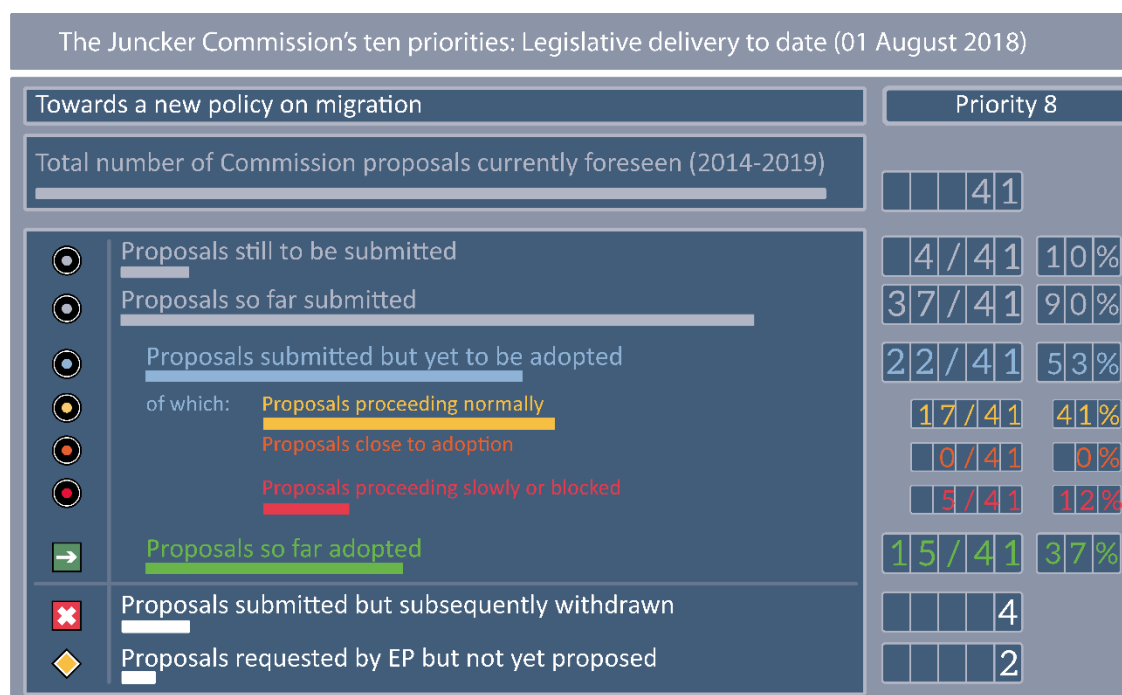 The Juncker Commission's ten priorities: Legislative delivery to date (01 August 2018)
Towards a new policy on migration Priority 8
Total number of Commission proposals currently foreseen (2014-2019) 41
Proposals still to be submitted 4/41 10%
Proposals so far submitted 37/41 90%
Proposals submitted but yet to be adopted 22/41 53%
of which: Proposals proceeding normally 17/41 41%
Proposals close to adoption 0/41 0%
Proposals proceeding slowly or blocked 5/41 12%
Proposals so far adopted 15/41 37%
Proposals submitted but subsequently withdrawn 4
Proposals requested by EP but not yet proposed 2